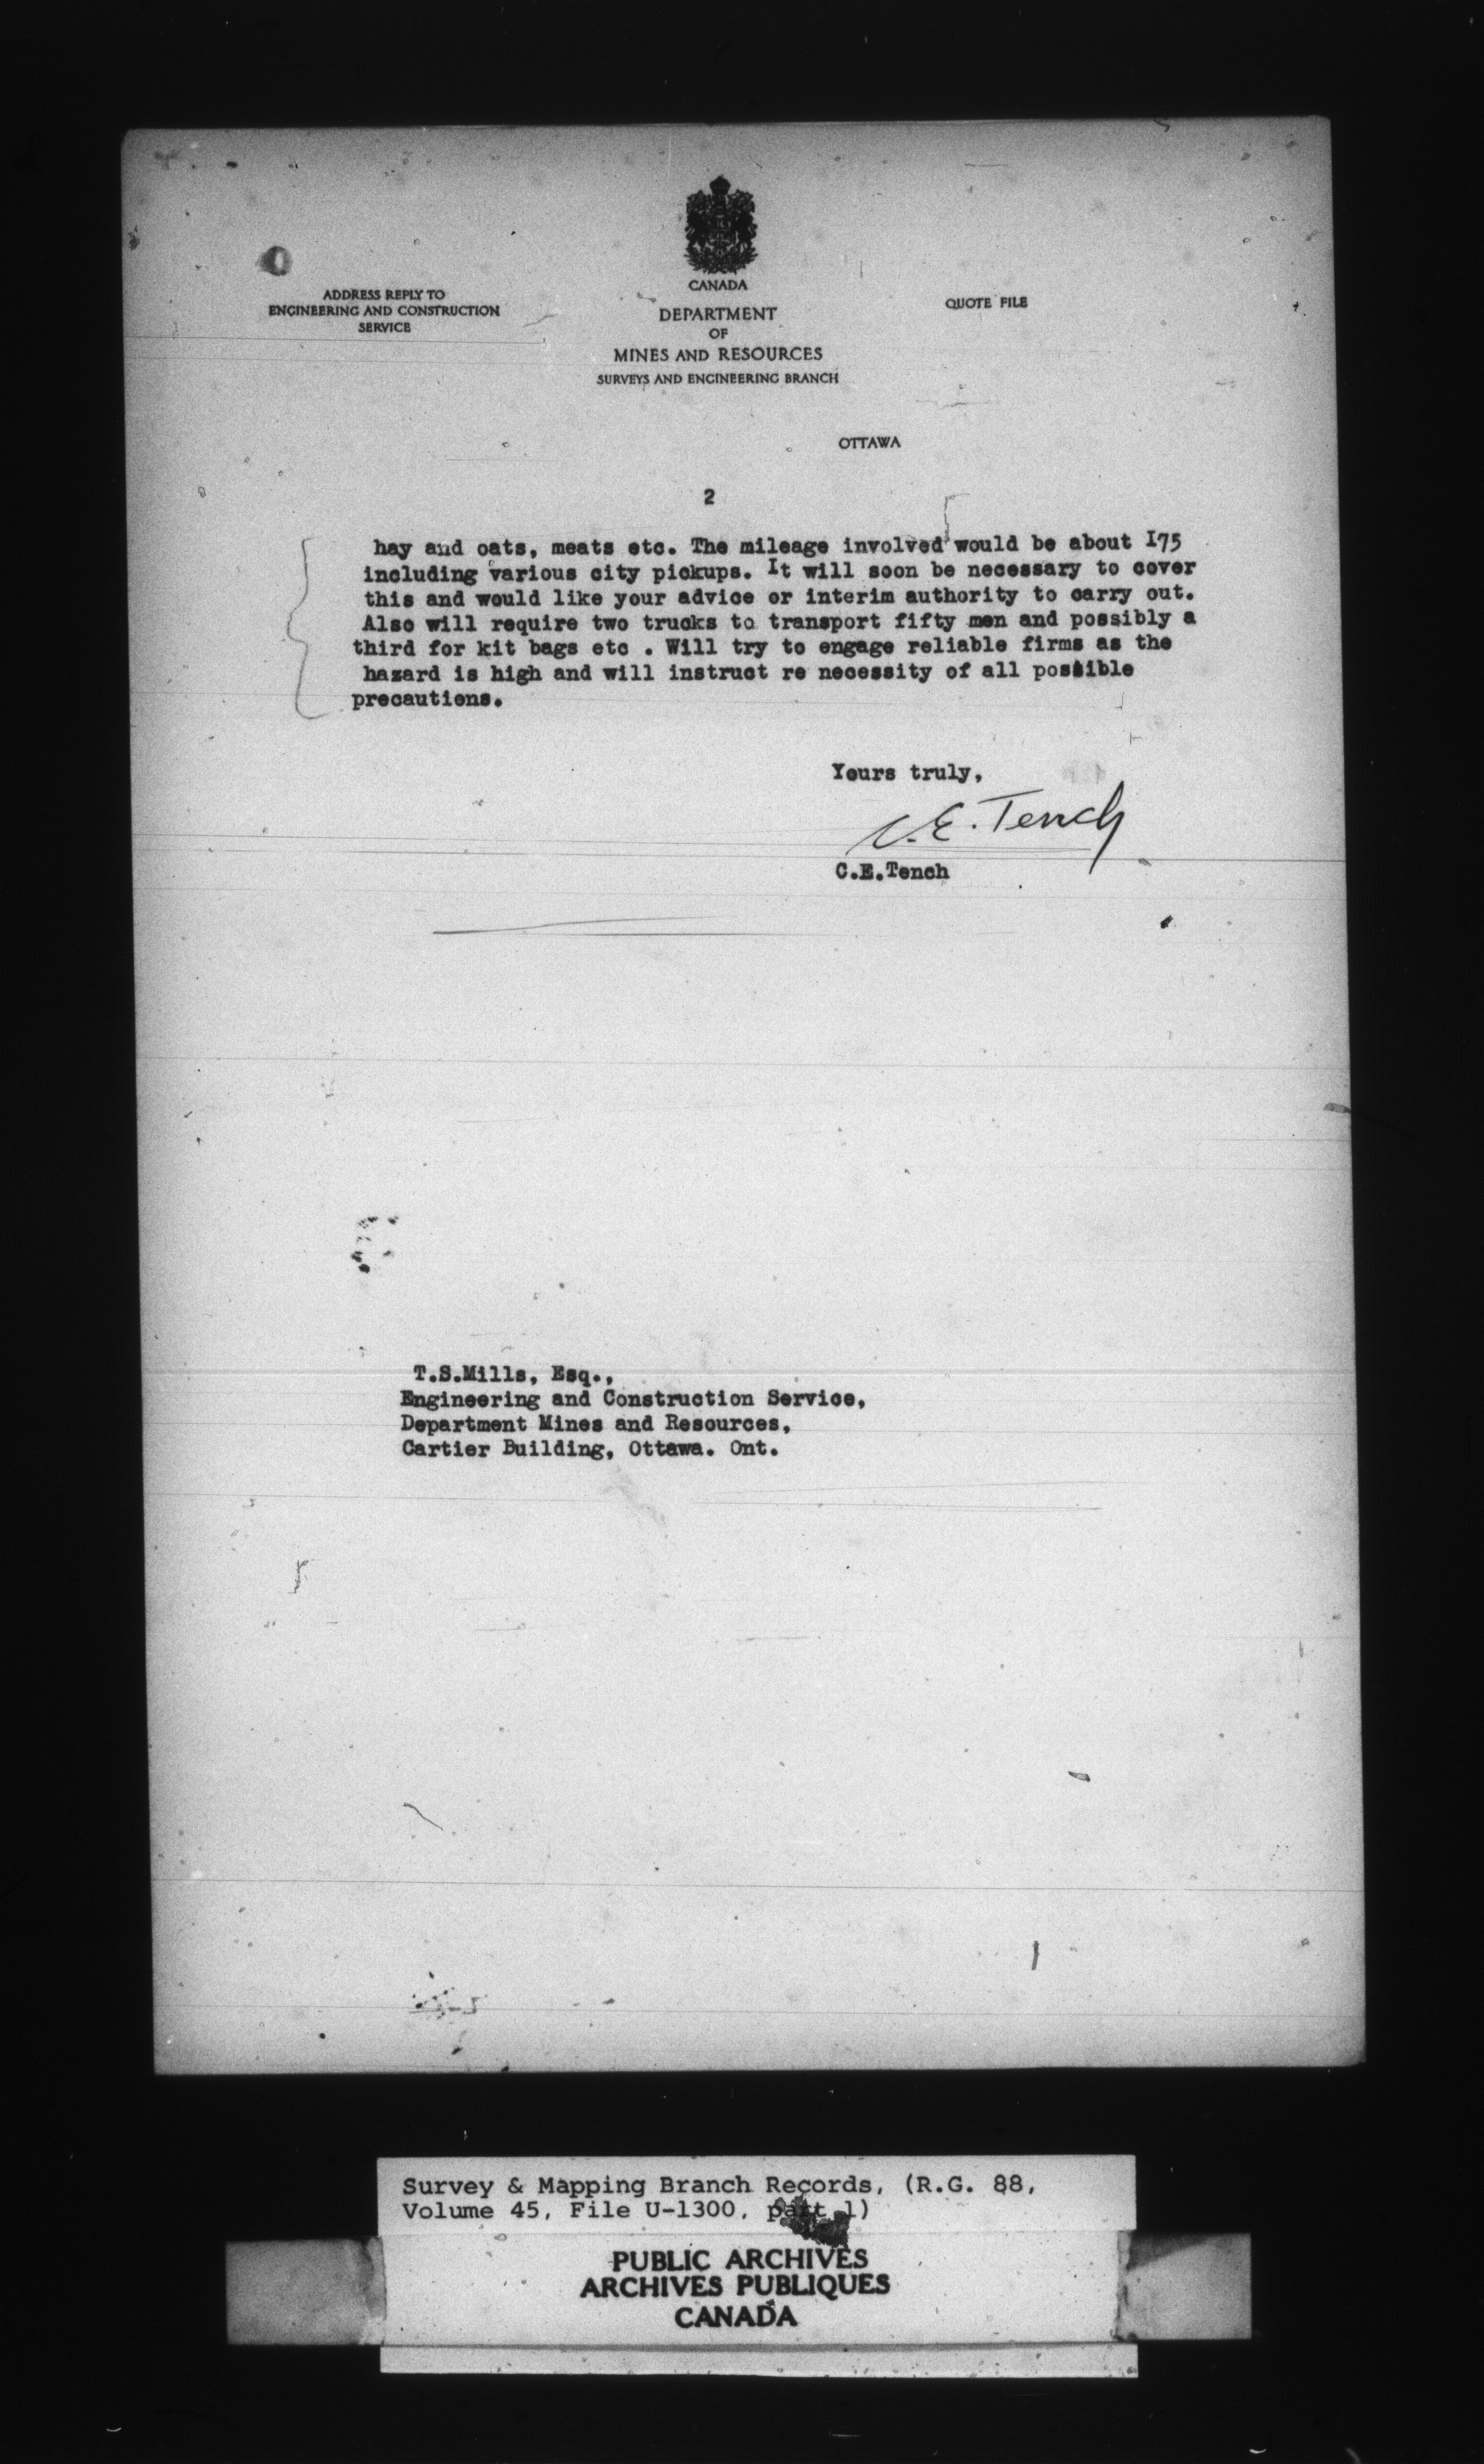 CANADA
ADDRESS REPLY TO
ENGINEERING AND CONSTRUCTION
SERVICE
DEPARTMENT
OF
MINES AND RESOURCES
SURVEYS AND ENGINEERING BRANCH
QUOTE FILE
OTTAWA
2
hay and oats, meats etc. The mileage involved would be about I75
including various city pickups. It will soon be necessary to cover
this and would like your advice or interim authority to carry out.
Also will require two trucks to transport fifty men and possibly a
third for kit bags etc . Will try to engage reliable firms as the
hazard is high and will instruct re necessity of all possible
precautions.
Yours truly,
C.E. Tench
C.E.Tench
T.S.Mills, Esq.,
Engineering and Construction Service,
Department Mines and Resources,
Cartier Building, Ottawa. Ont.
Survey & Mapping Branch Records, (R.G. 88,
Volume 45, File U-1300, part 1)
PUBLIC ARCHIVES
ARCHIVES PUBLIQUES
CANADA